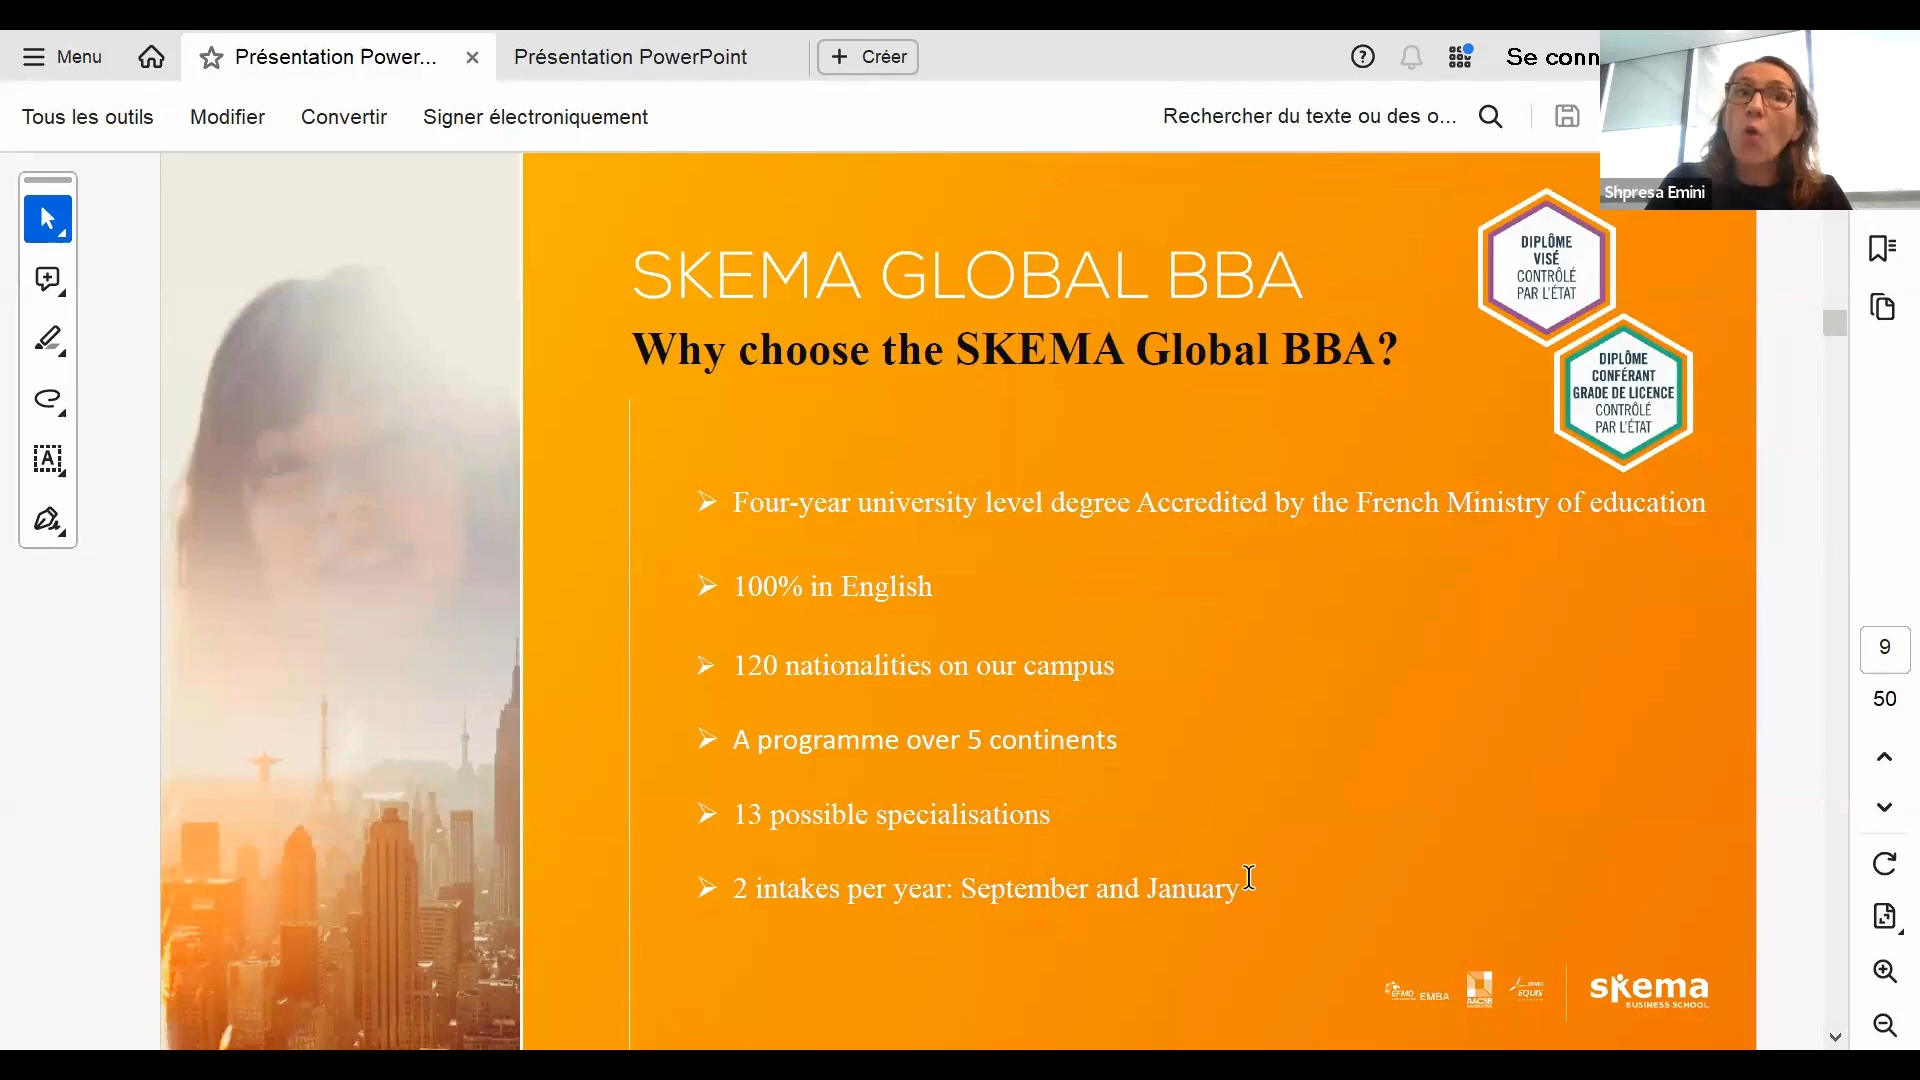 Menu
Présentation Power...
Présentation PowerPoint
Créer
Se conn
Tous les outils
Modifier
Convertir
Signer électroniquement
Rechercher du texte ou des o...
Shpresa Emini
DIPLÔME
VISÉ
CONTRÔLÉ
PAR L'ÉTAT
SKEMA GLOBAL BBA
Why choose the SKEMA Global BBA?
DIPLÔME
CONFÉRANT
GRADE DE LICENCE
CONTRÔLÉ
PAR L'ÉTAT
Four-year university level degree Accredited by the French Ministry of education
100% in English
120 nationalities on our campus
A programme over 5 continents
13 possible specialisations
2 intakes per year: September and January
9
50
EFMD
EMBA
AACSB
EFMD
EQUIS
skema
BUSINESS SCHOOL